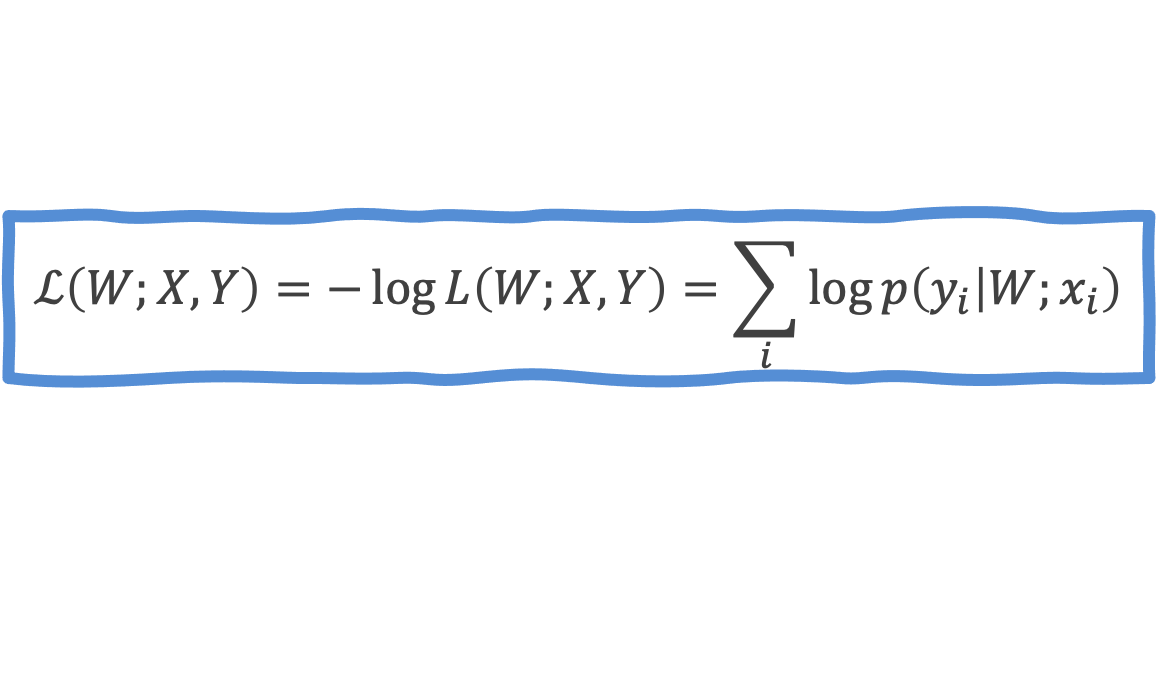 ℒ(W; X, Y) = − log L(W; X, Y) = ∑_i log p(y_i|W; x_i)